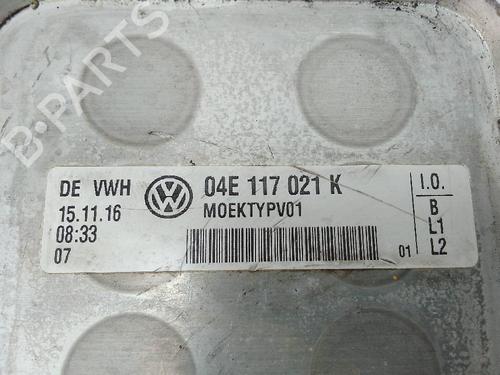 B-PARTS
DE VWH
15.11.16
08:33
07
04E 117 021 K
MOEKTYPV01
01
I.O.
B
L1
L2